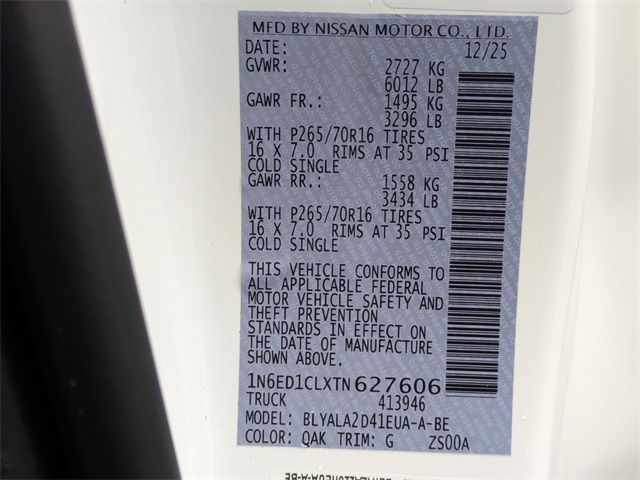 MFD BY NISSAN MOTOR CO., LTD.
DATE: 12/25
GVWR: 2727 KG
6012 LB
GAWR FR.: 1495 KG
3296 LB
WITH P265/70R16 TIRES
16 X 7.0 RIMS AT 35 PSI
COLD SINGLE
GAWR RR.: 1558 KG
3434 LB
WITH P265/70R16 TIRES
16 X 7.0 RIMS AT 35 PSI
COLD SINGLE
THIS VEHICLE CONFORMS TO
ALL APPLICABLE FEDERAL
MOTOR VEHICLE SAFETY AND
THEFT PREVENTION
STANDARDS IN EFFECT ON
THE DATE OF MANUFACTURE
SHOWN ABOVE.
1N6ED1CLXTN627606
TRUCK 413946
MODEL: BLYALA2D41EUA-A-BE
COLOR: QAK TRIM: G ZS00A